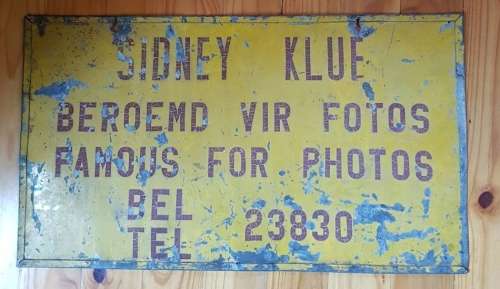 SIDNEY KLUE
BEROEMD VIR FOTOS
FAMOUS FOR PHOTOS
BEL
TEL 23830